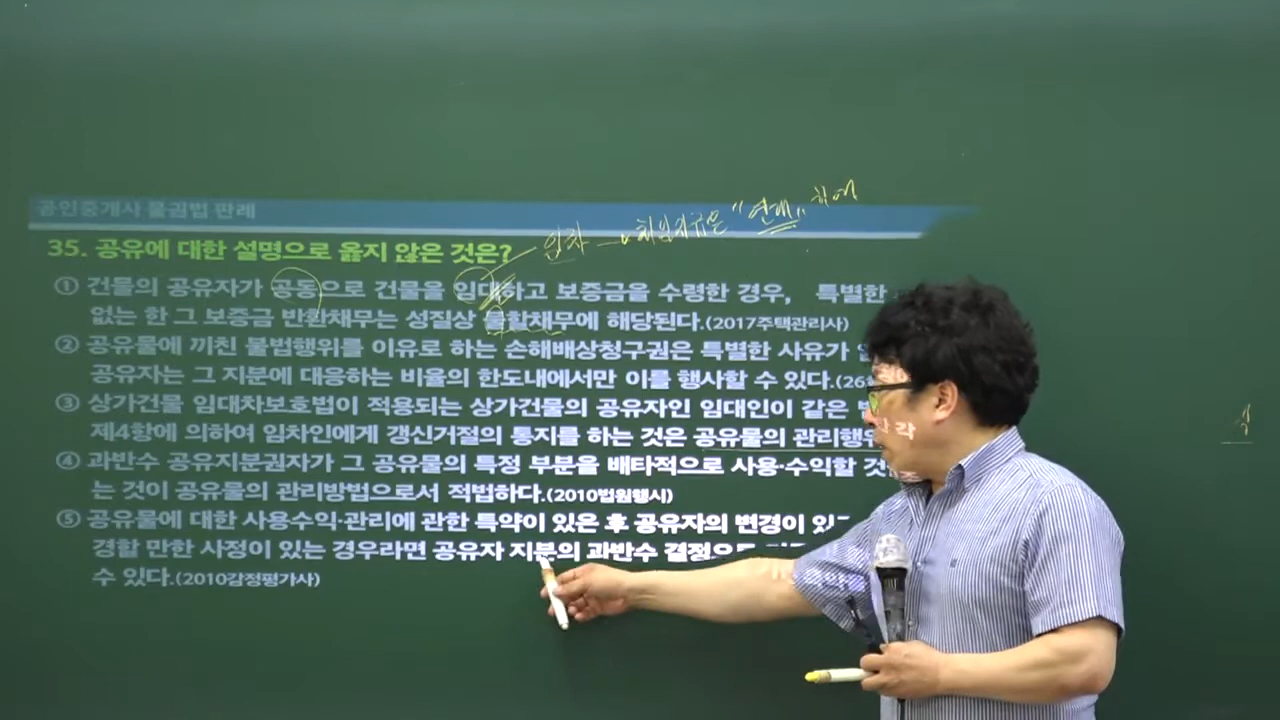 공인중개사 물권법 판례
임차 → 처분자규은 "연대" 하여
35. 공유에 대한 설명으로 옳지 않은 것은?
① 건물의 공유자가 공동으로 건물을 임대하고 보증금을 수령한 경우, 특별한
없는 한 그 보증금 반환채무는 성질상 불할채무에 해당된다.(2017주택관리사)
② 공유물에 끼친 불법행위를 이유로 하는 손해배상청구권은 특별한 사유가
공유자는 그 지분에 대응하는 비율의 한도내에서만 이를 행사할 수 있다.(26
③ 상가건물 임대차보호법이 적용되는 상가건물의 공유자인 임대인이 같은
제4항에 의하여 임차인에게 갱신거절의 통지를 하는 것은 공유물의 관리행위
④ 과반수 공유지분권자가 그 공유물의 특정 부분을 배타적으로 사용·수익할 것
는 것이 공유물의 관리방법으로서 적법하다.(2010법원행시)
⑤ 공유물에 대한 사용수익·관리에 관한 특약이 있은 후 공유자의 변경이 있
경할 만한 사정이 있는 경우라면 공유자 지분의 과반수 결정으로
수 있다.(2010감정평가사)